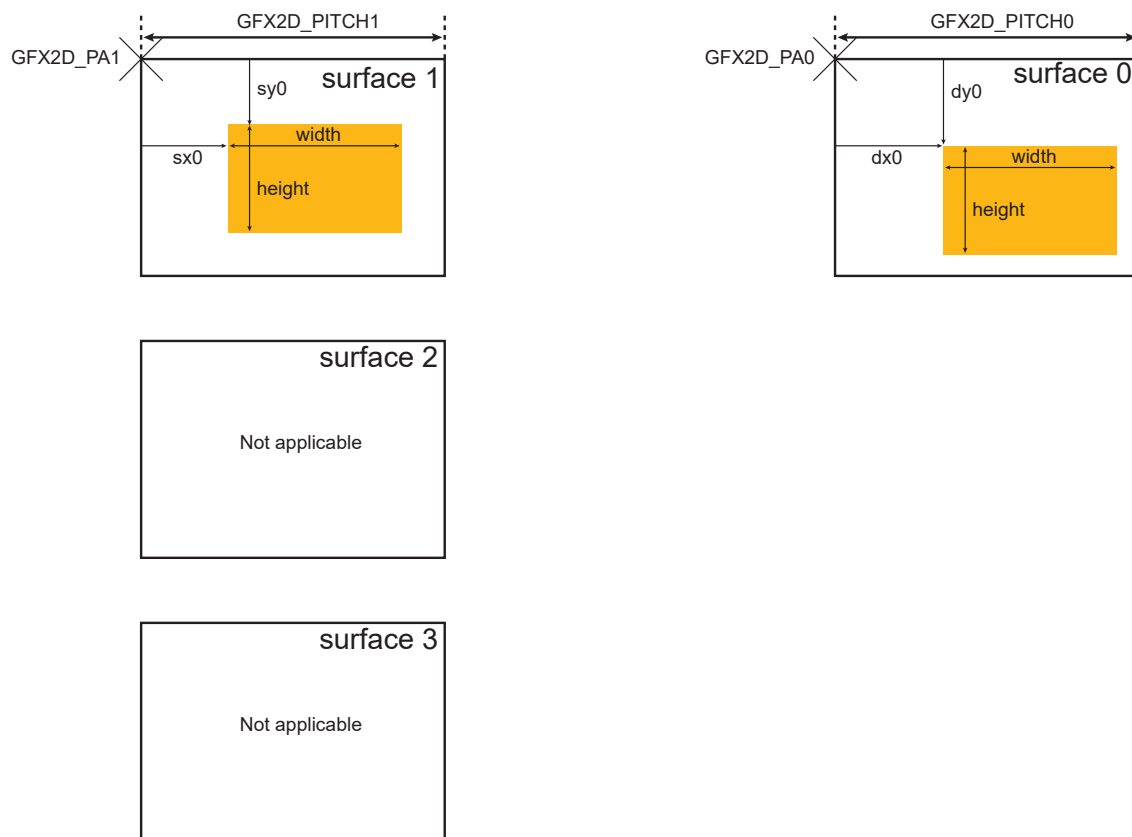 GFX2D_PITCH1
GFX2D_PA1
surface 1
sy0
sx0
width
height
GFX2D_PITCH0
GFX2D_PA0
surface 0
dy0
dx0
width
height
surface 2
Not applicable
surface 3
Not applicable